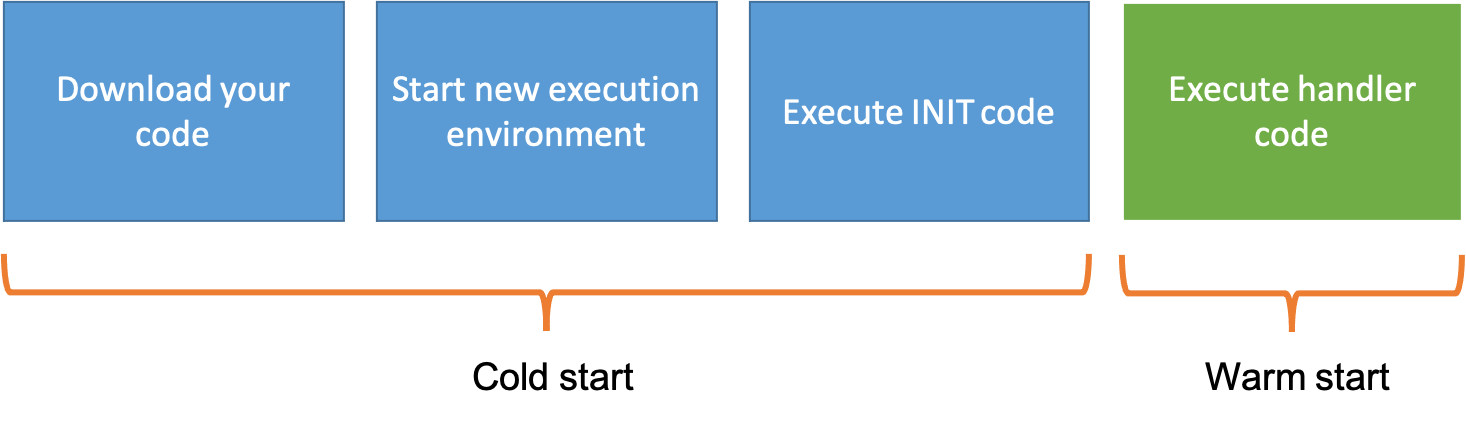 Download your
code
Start new execution
environment
Execute INIT code
Execute handler
code
Cold start
Warm start